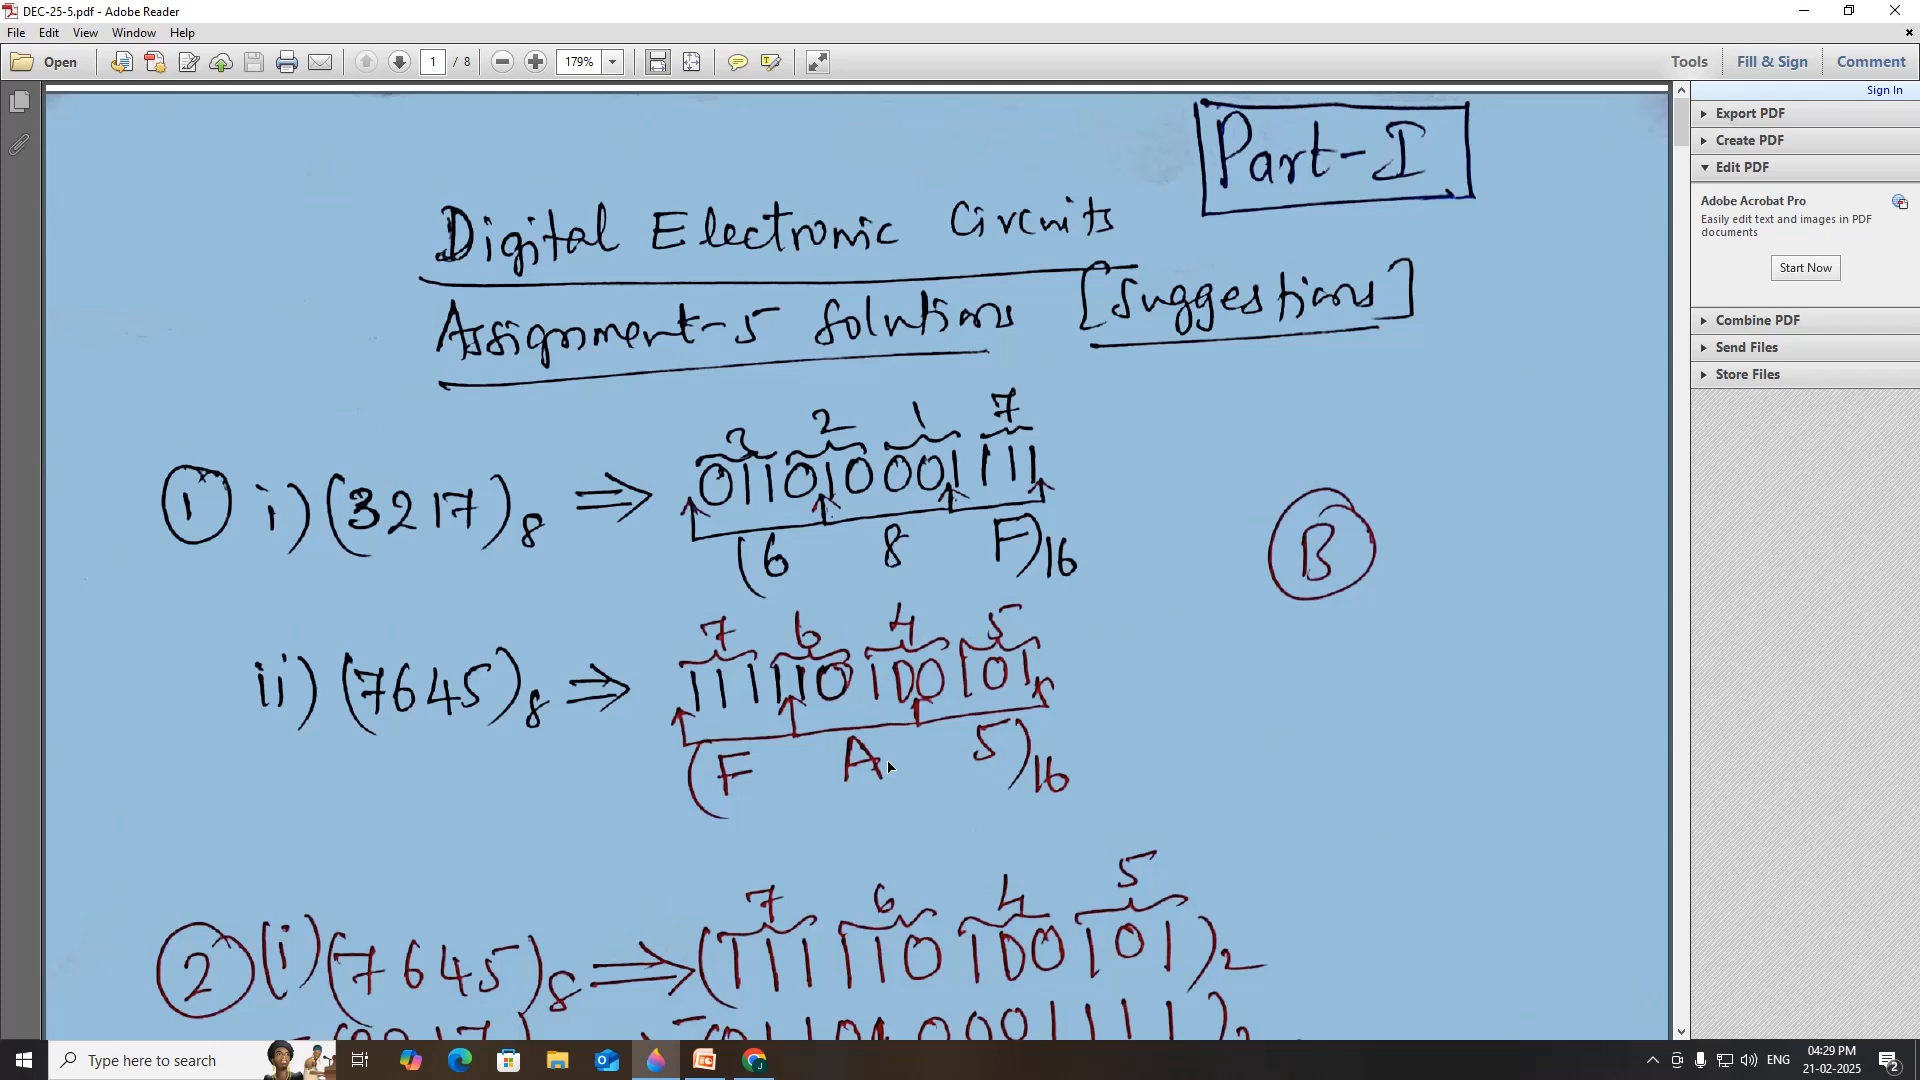 DEC-25-5.pdf - Adobe Reader
File Edit View Window Help
Open 1 / 8 179% Tools Fill & Sign Comment
Sign In
Export PDF
Create PDF
Edit PDF
Adobe Acrobat Pro
Easily edit text and images in PDF
documents
Start Now
Combine PDF
Send Files
Store Files
Part-I
Digital Electronic Circuits
Assignment-5 Solutions [Suggestions]
3 2 1 7
1 i) (3217)8 ⇒ 011010001111
(6 8 F)16
B
7 6 4 5
ii) (7645)8 ⇒ 111110100101
(F A 5)16
7 6 4 5
2 (i) (7645)8 ⇒ (111 110 100 101)2
Type here to search
ENG
04:29 PM
21-02-2025
2